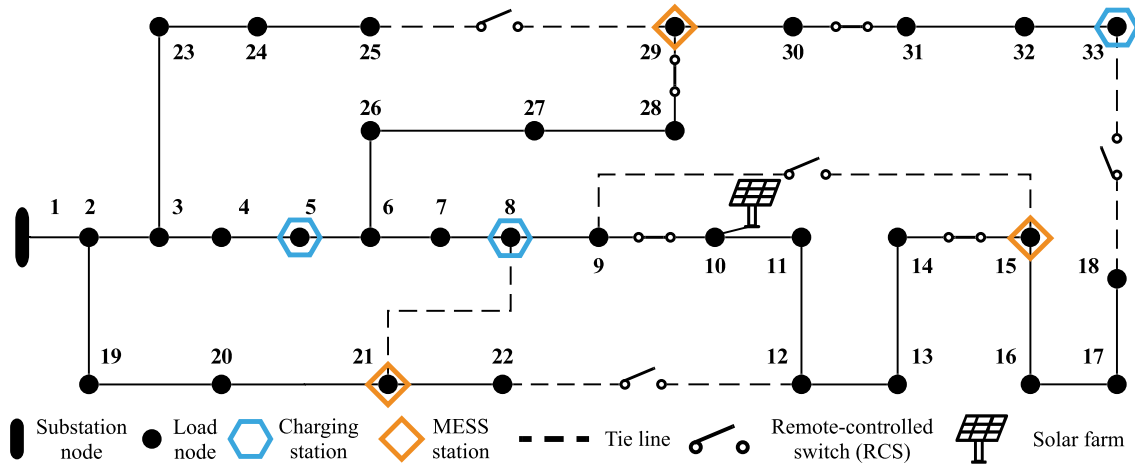 23 24 25 29 30 31 32 33
26 27 28
1 2 3 4 5 6 7 8 9 10 11 14 15 18
19 20 21 22 12 13 16 17
Substation
node
Load
node
Charging
station
MESS
station
Tie line
Remote-controlled
switch (RCS)
Solar farm